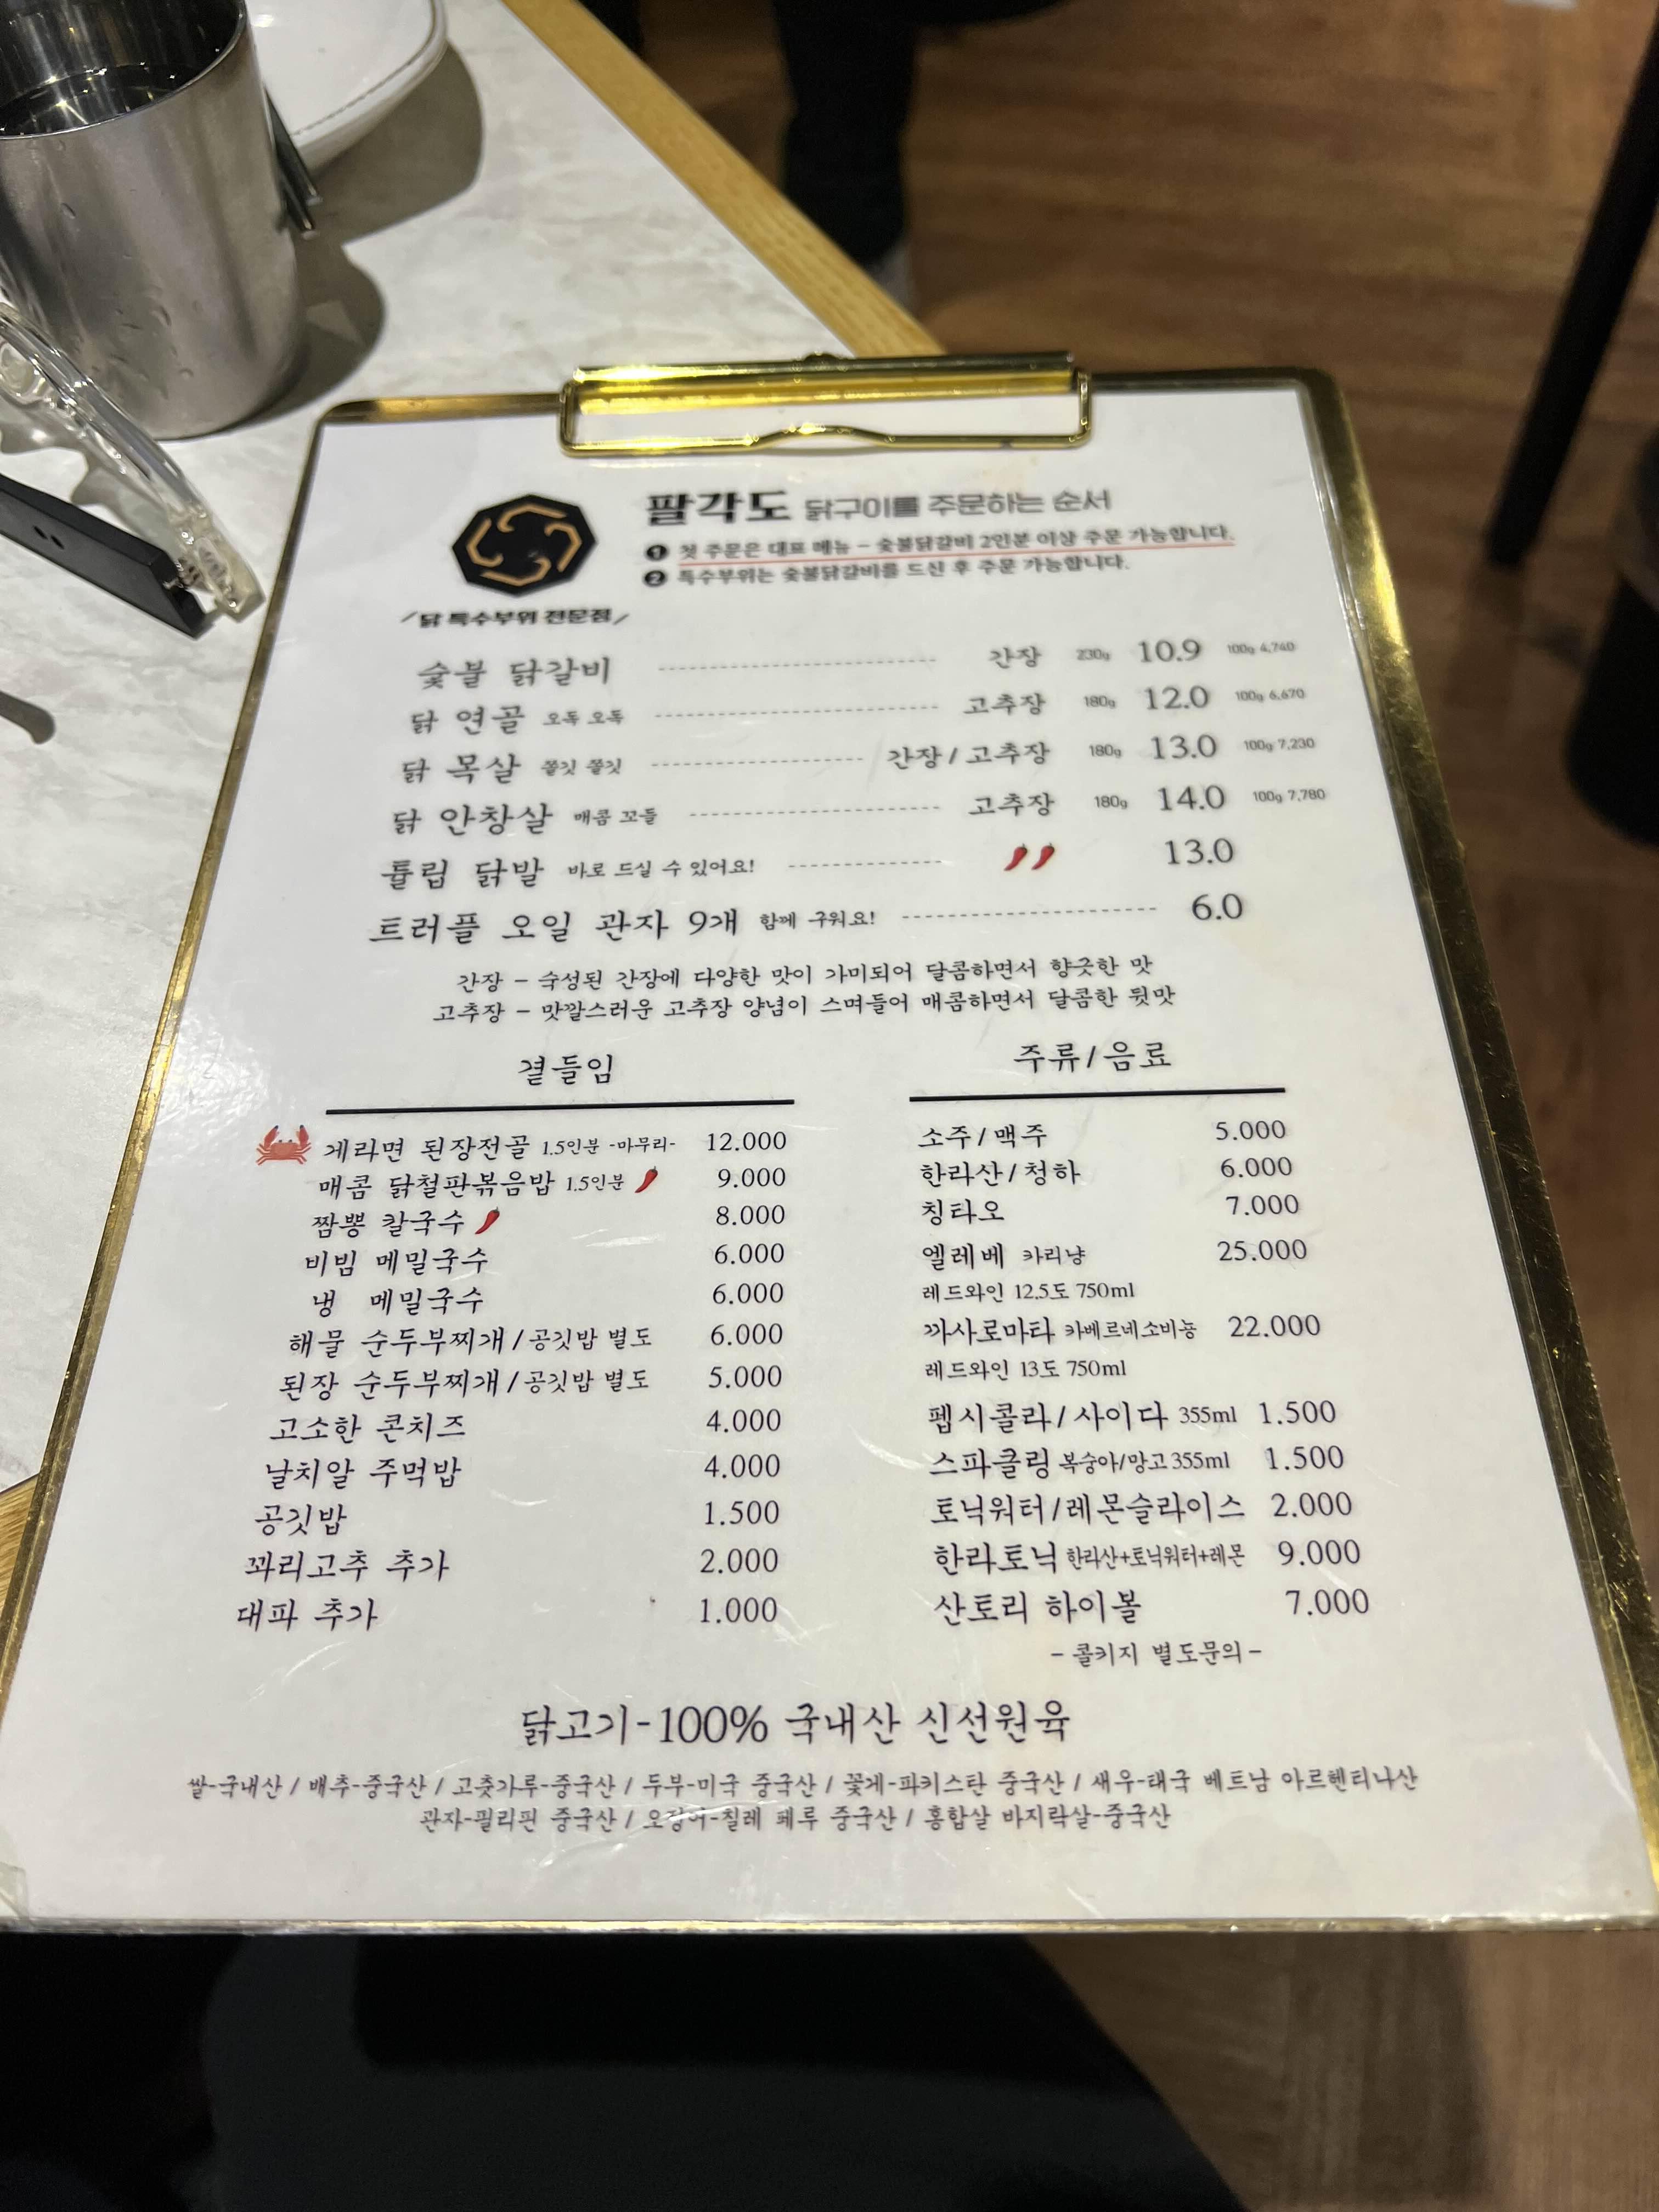 팔각도 닭구이를 주문하는 순서
❶ 첫 주문은 대표 메뉴 - 숯불닭갈비 2인분 이상 주문 가능합니다.
❷ 특수부위는 숯불닭갈비를 드신 후 주문 가능합니다.
/닭 특수부위 전문점/
숯불 닭갈비 간장 230g 10.9 100g 4,740
닭 연골 오독 오독 고추장 180g 12.0 100g 6,670
닭 목살 쫄깃 쫄깃 간장/고추장 180g 13.0 100g 7,230
닭 안창살 매콤 꼬들 고추장 180g 14.0 100g 7,780
튤립 닭발 바로 드실 수 있어요! 13.0
트러플 오일 관자 9개 함께 구워요! 6.0
간장 - 숙성된 간장에 다양한 맛이 가미되어 달콤하면서 향긋한 맛
고추장 - 맛깔스러운 고추장 양념이 스며들어 매콤하면서 달콤한 뒷맛
곁들임
게라면 된장전골 1.5인분 -마무리- 12.000
매콤 닭철판볶음밥 1.5인분 9.000
짬뽕 칼국수 8.000
비빔 메밀국수 6.000
냉 메밀국수 6.000
해물 순두부찌개/공깃밥 별도 6.000
된장 순두부찌개/공깃밥 별도 5.000
고소한 콘치즈 4.000
날치알 주먹밥 4.000
공깃밥 1.500
꽈리고추 추가 2.000
대파 추가 1.000
주류/음료
소주/맥주 5.000
한라산/청하 6.000
칭타오 7.000
엘레베 카리냥 25.000
레드와인 12.5도 750ml
까사로마타 카베르네소비뇽 22.000
레드와인 13도 750ml
펩시콜라/사이다 355ml 1.500
스파클링 복숭아/망고355ml 1.500
토닉워터/레몬슬라이스 2.000
한라토닉 한라산+토닉워터+레몬 9.000
산토리 하이볼 7.000
- 콜키지 별도문의 -
닭고기-100% 국내산 신선원육
쌀-국내산 / 배추-중국산 / 고춧가루-중국산 / 두부-미국 중국산 / 꽃게-파키스탄 중국산 / 새우-태국 베트남 아르헨티나산
관자-필리핀 중국산 / 오징어-칠레 페루 중국산 / 홍합살 바지락살-중국산